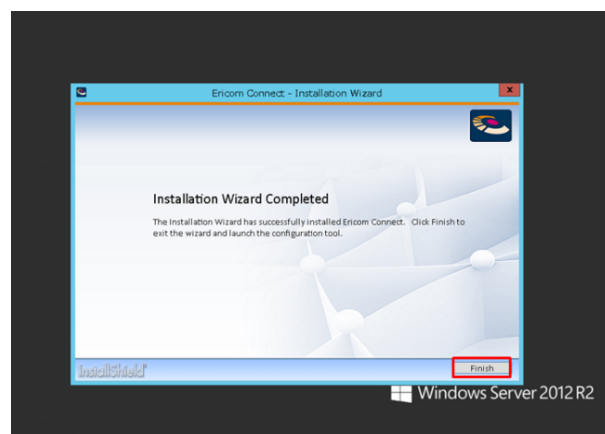 Ericom Connect - Installation Wizard
x
Installation Wizard Completed
The Installation Wizard has successfully installed Ericom Connect. Click Finish to
exit the wizard and launch the configuration tool.
InstallShield
Finish
Windows Server 2012 R2